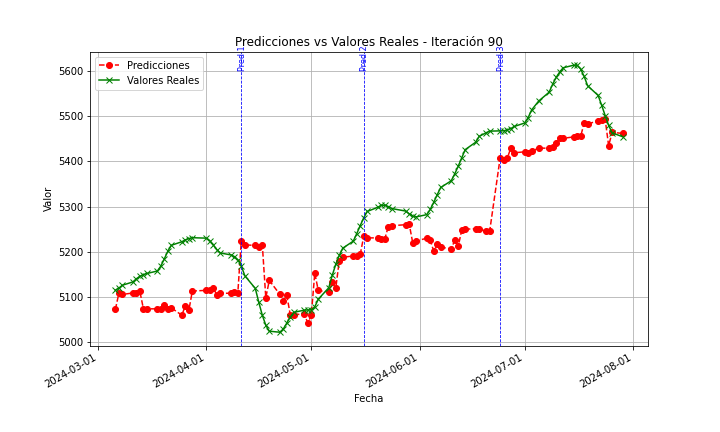 Predicciones vs Valores Reales - Iteración 90
Pred 1
Pred 2
Pred 3
Predicciones
Valores Reales
5600
5500
5400
5300
5200
5100
5000
Valor
2024-03-01
2024-04-01
2024-05-01
2024-06-01
2024-07-01
2024-08-01
Fecha